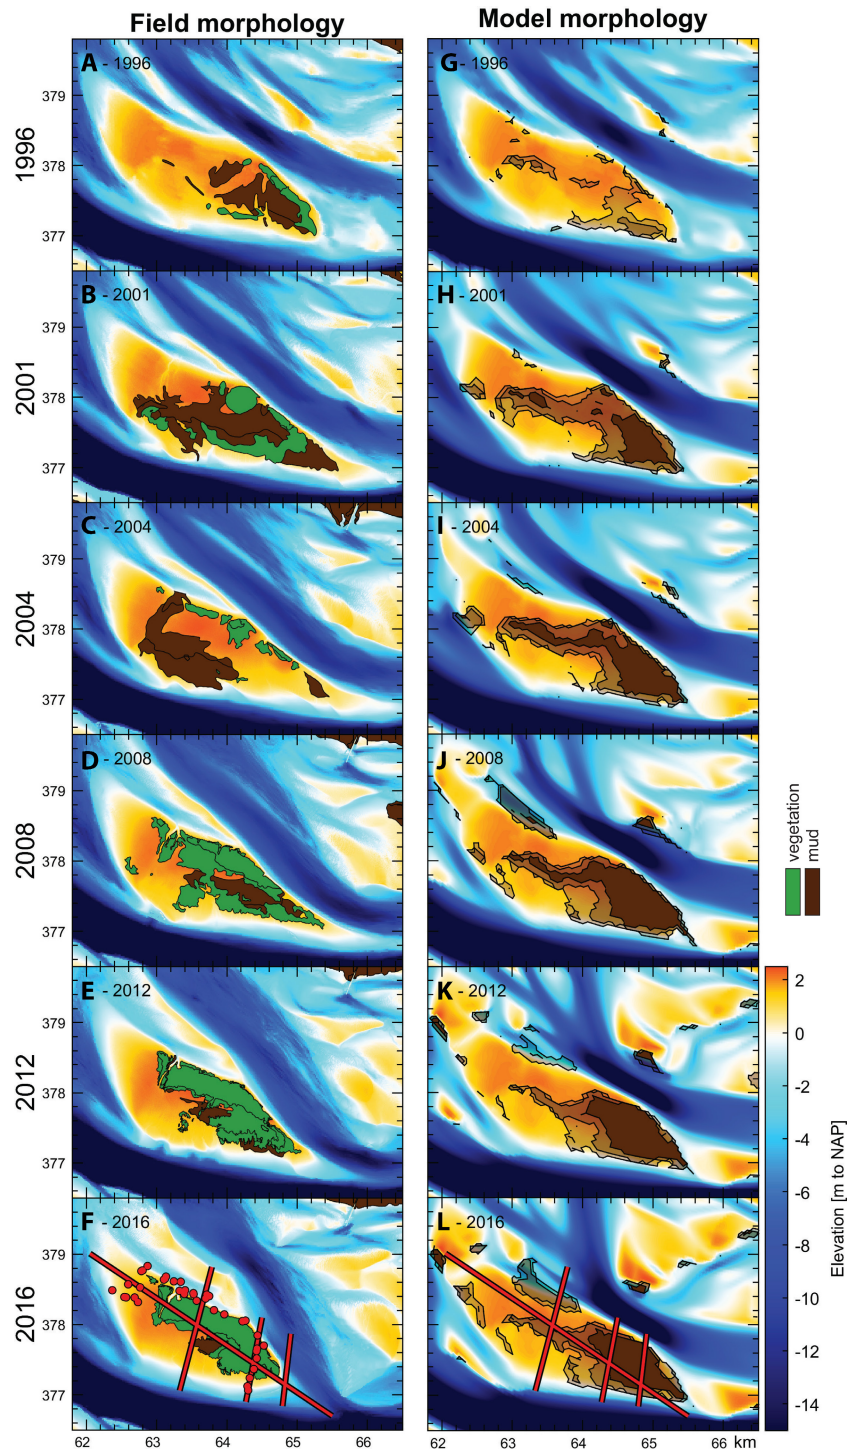 Field morphology
Model morphology
1996
A - 1996
G - 1996
379
378
377
2001
B - 2001
H - 2001
379
378
377
2004
C - 2004
I - 2004
379
378
377
2008
D - 2008
J - 2008
379
378
377
vegetation
mud
2012
E - 2012
K - 2012
379
378
377
2016
F - 2016
L - 2016
379
378
377
62 63 64 65 66
62 63 64 65 66 km
2
0
-2
-4
-6
-8
-10
-12
-14
Elevation [m to NAP]